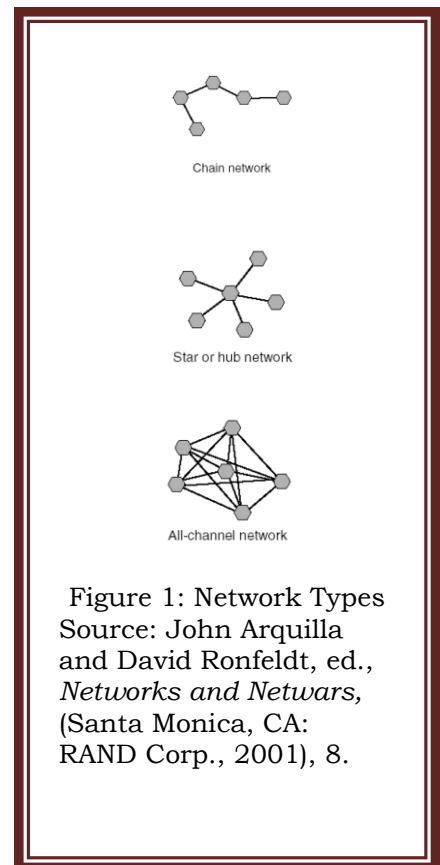 Chain network
Star or hub network
All-channel network
Figure 1: Network Types
Source: John Arquilla
and David Ronfeldt, ed.,
Networks and Netwars,
(Santa Monica, CA:
RAND Corp., 2001), 8.